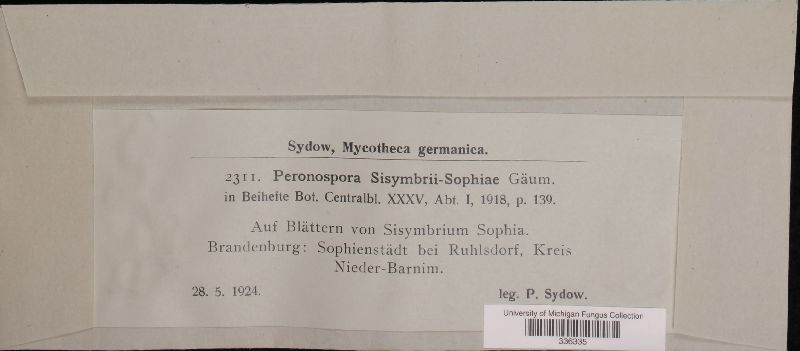 Sydow, Mycotheca germanica.
2311. Peronospora Sisymbrii-Sophiae Gäum.
in Beihefte Bot. Centralbl. XXXV, Abt. I, 1918, p. 139.
Auf Blättern von Sisymbrium Sophia.
Brandenburg: Sophienstädt bei Ruhlsdorf, Kreis
Nieder-Barnim.
28. 5. 1924. leg. P. Sydow.
University of Michigan Fungus Collection
336335